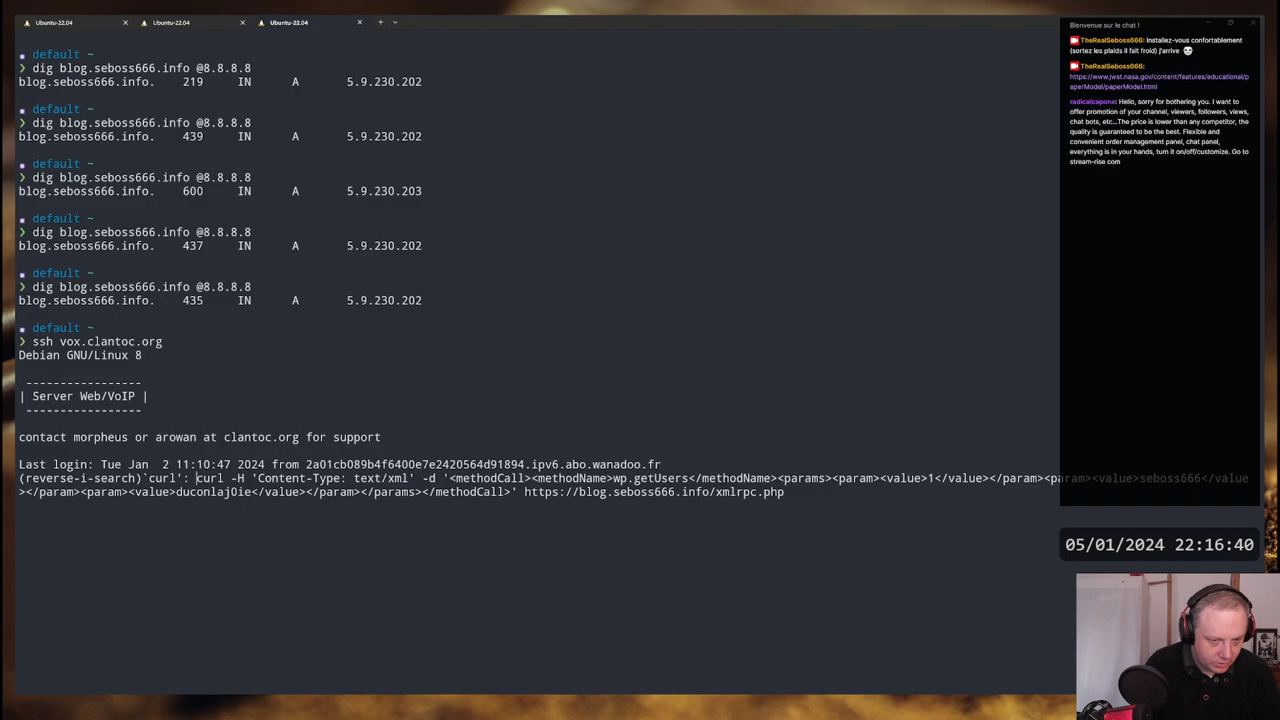 Ubuntu-22.04
Ubuntu-22.04
Ubuntu-22.04
default ~
❯ dig blog.seboss666.info @8.8.8.8
blog.seboss666.info. 219 IN A 5.9.230.202
default ~
❯ dig blog.seboss666.info @8.8.8.8
blog.seboss666.info. 439 IN A 5.9.230.202
default ~
❯ dig blog.seboss666.info @8.8.8.8
blog.seboss666.info. 600 IN A 5.9.230.203
default ~
❯ dig blog.seboss666.info @8.8.8.8
blog.seboss666.info. 437 IN A 5.9.230.202
default ~
❯ dig blog.seboss666.info @8.8.8.8
blog.seboss666.info. 435 IN A 5.9.230.202
default ~
❯ ssh vox.clantoc.org
Debian GNU/Linux 8
-----------------
| Server Web/VoIP |
-----------------
contact morpheus or arowan at clantoc.org for support
Last login: Tue Jan  2 11:10:47 2024 from 2a01cb089b4f6400e7e2420564d91894.ipv6.abo.wanadoo.fr
(reverse-i-search)`curl': curl -H 'Content-Type: text/xml' -d '<methodCall><methodName>wp.getUsers</methodName><params><param><value>1</value></param><param><value>seboss666</value
></param><param><value>duconlaj0ie</value></param></params></methodCall>' https://blog.seboss666.info/xmlrpc.php
Bienvenue sur le chat !
TheRealSeboss666: Installez-vous confortablement
(sortez les plaids il fait froid) j'arrive
TheRealSeboss666:
https://www.jwst.nasa.gov/content/features/educational/p
aperModel/paperModel.html
radicalcapone: Hello, sorry for bothering you. I want to
offer promotion of your channel, viewers, followers, views,
chat bots, etc...The price is lower than any competitor, the
quality is guaranteed to be the best. Flexible and
convenient order management panel, chat panel,
everything is in your hands, turn it on/off/customize. Go to
stream-rise com
05/01/2024 22:16:40